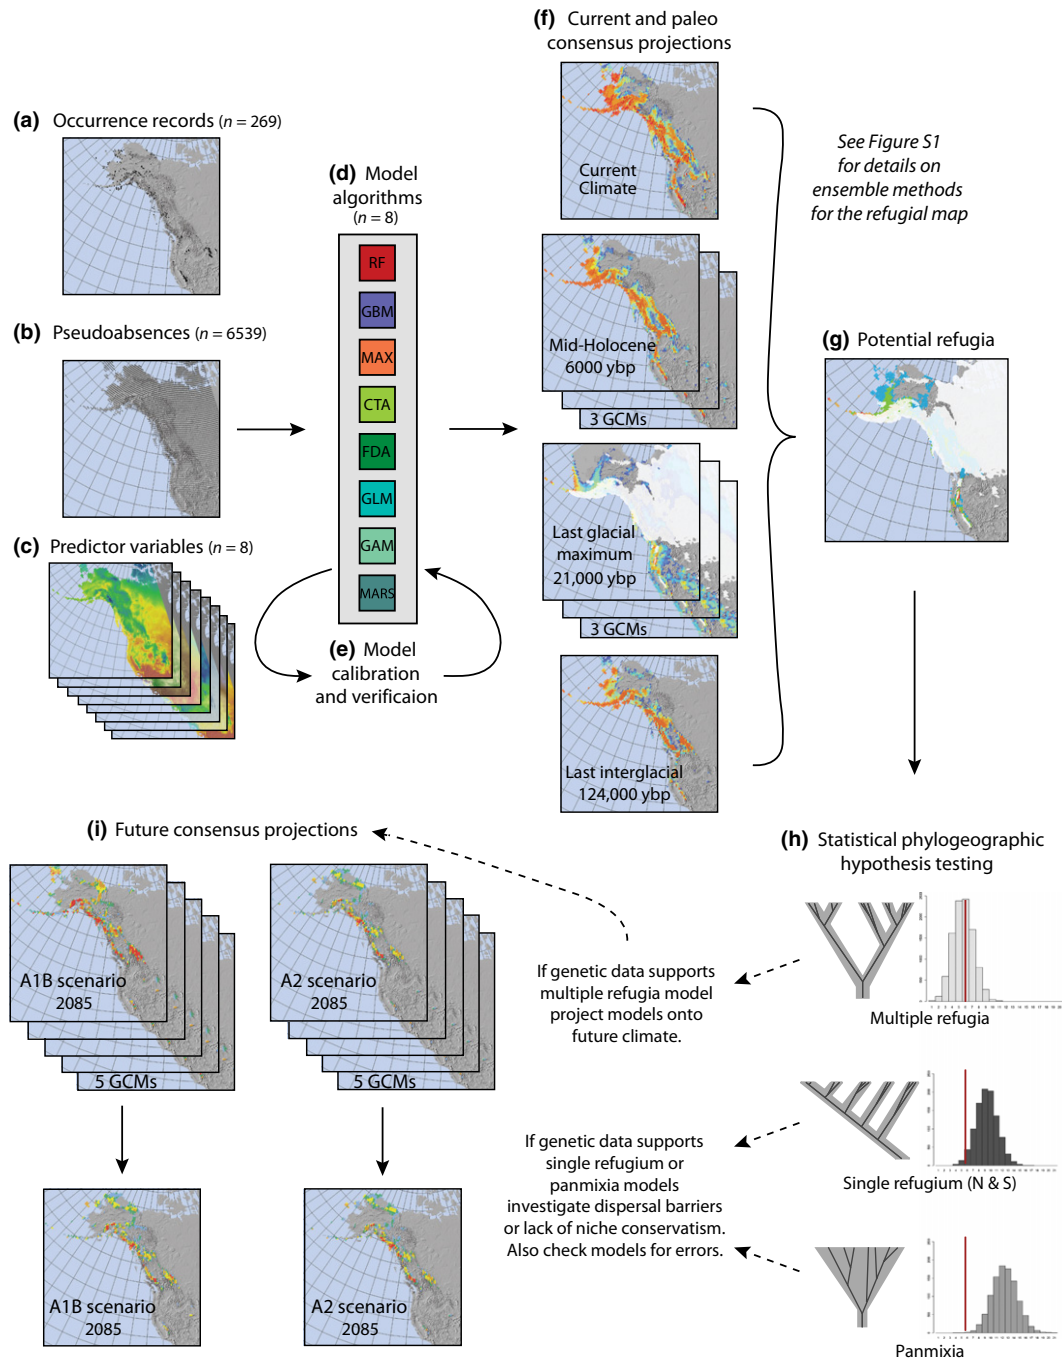 (f) Current and paleo
consensus projections
(a) Occurrence records (n = 269)
Current
Climate
See Figure S1
for details on
ensemble methods
for the refugial map
(d) Model
algorithms
(n = 8)
RF
GBM
MAX
CTA
FDA
GLM
GAM
MARS
(b) Pseudoabsences (n = 6539)
Mid-Holocene
6000 ybp
3 GCMs
(g) Potential refugia
(c) Predictor variables (n = 8)
Last glacial
maximum
21,000 ybp
3 GCMs
(e) Model
calibration
and verificaion
Last interglacial
124,000 ybp
(i) Future consensus projections
(h) Statistical phylogeographic
hypothesis testing
A1B scenario
2085
5 GCMs
A2 scenario
2085
5 GCMs
If genetic data supports
multiple refugia model
project models onto
future climate.
Multiple refugia
If genetic data supports
single refugium or
panmixia models
investigate dispersal barriers
or lack of niche conservatism.
Also check models for errors.
Single refugium (N & S)
A1B scenario
2085
A2 scenario
2085
Panmixia